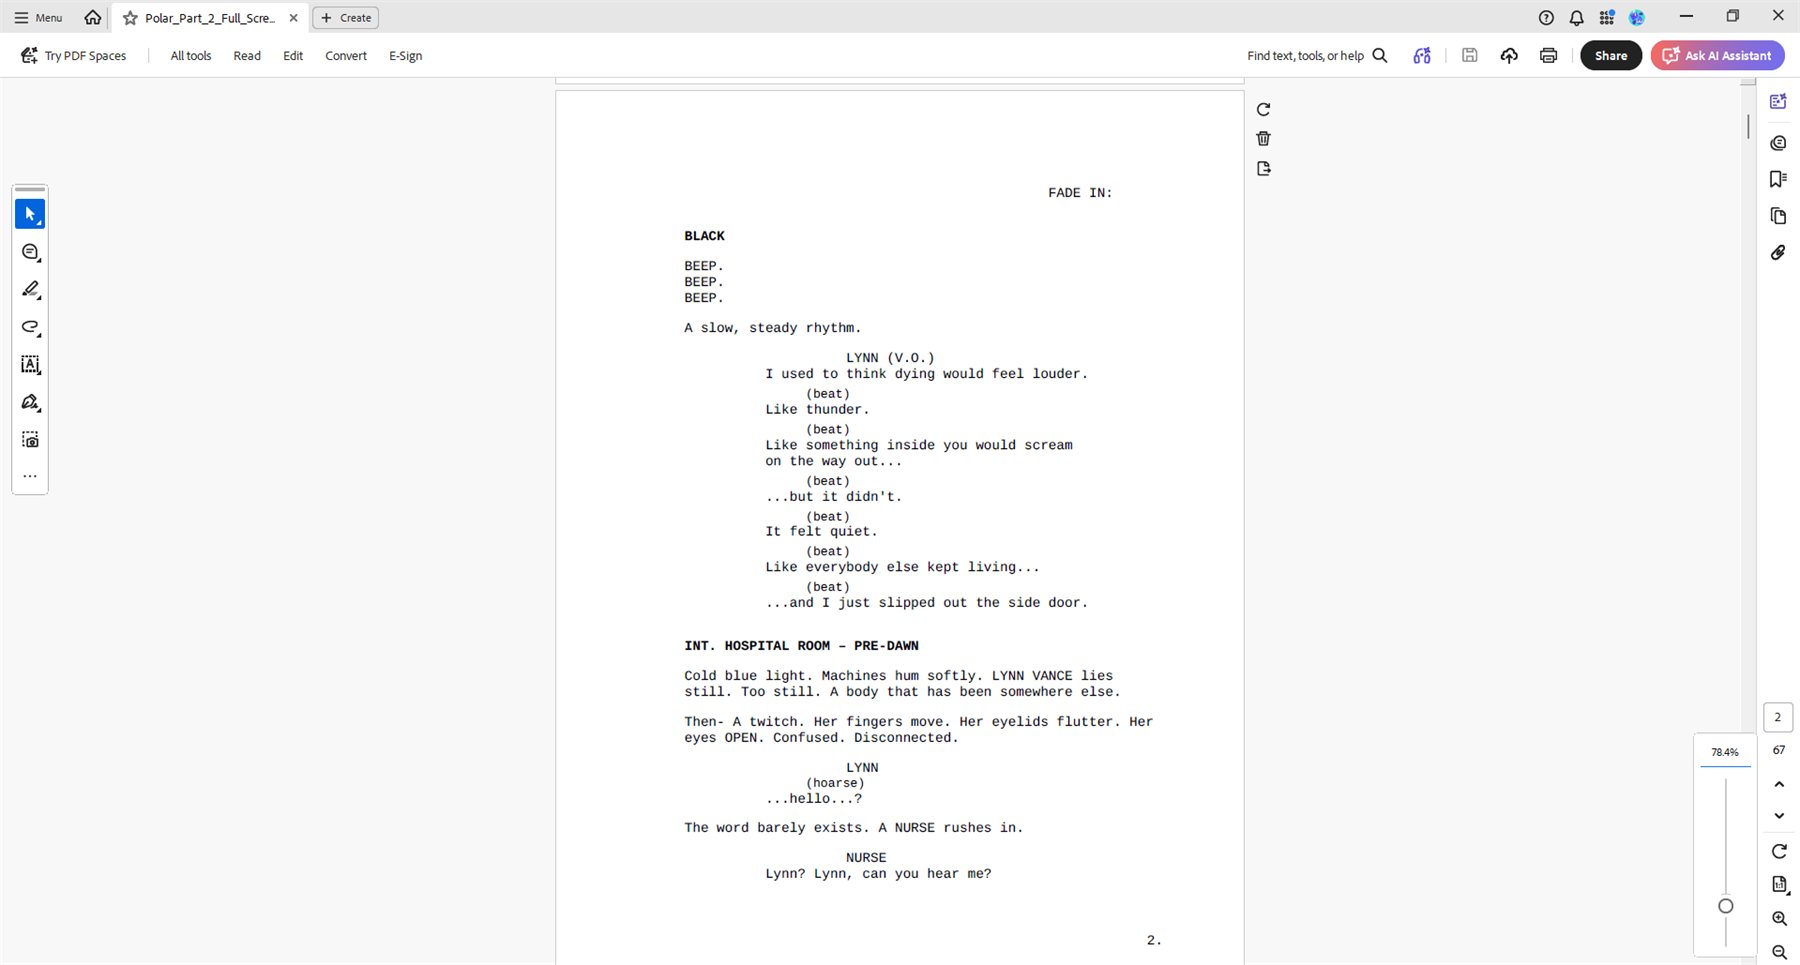 Menu
Polar_Part_2_Full_Scre...
Create
Try PDF Spaces
All tools
Read
Edit
Convert
E-Sign
Find text, tools, or help
Share
Ask AI Assistant
FADE IN:
BLACK
BEEP.
BEEP.
BEEP.
A slow, steady rhythm.
LYNN (V.O.)
I used to think dying would feel louder.
(beat)
Like thunder.
(beat)
Like something inside you would scream
on the way out...
(beat)
...but it didn't.
(beat)
It felt quiet.
(beat)
Like everybody else kept living...
(beat)
...and I just slipped out the side door.
INT. HOSPITAL ROOM – PRE-DAWN
Cold blue light. Machines hum softly. LYNN VANCE lies
still. Too still. A body that has been somewhere else.
Then- A twitch. Her fingers move. Her eyelids flutter. Her
eyes OPEN. Confused. Disconnected.
LYNN
(hoarse)
...hello...?
The word barely exists. A NURSE rushes in.
NURSE
Lynn? Lynn, can you hear me?
2.
2
67
78.4%